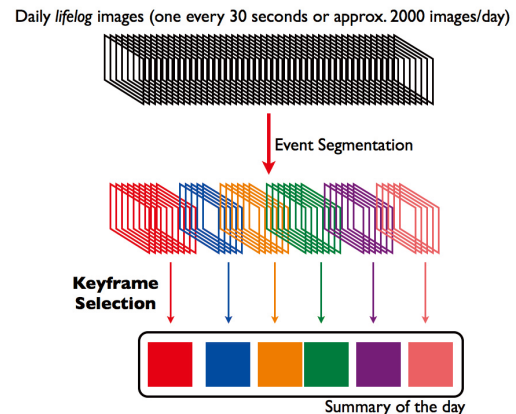 Daily lifelog images (one every 30 seconds or approx. 2000 images/day)
Event Segmentation
Keyframe
Selection
Summary of the day